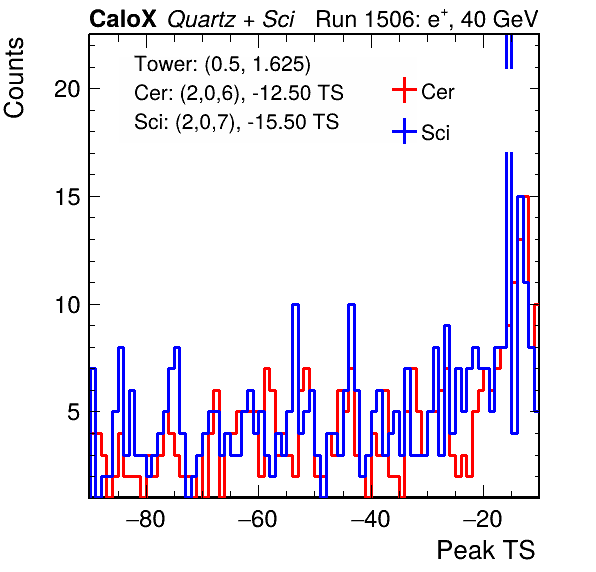 CaloX Quartz + Sci Run 1506: e+, 40 GeV
Counts
Tower: (0.5, 1.625)
Cer: (2,0,6), -12.50 TS
Sci: (2,0,7), -15.50 TS
Cer
Sci
20
15
10
5
−80 −60 −40 −20
Peak TS